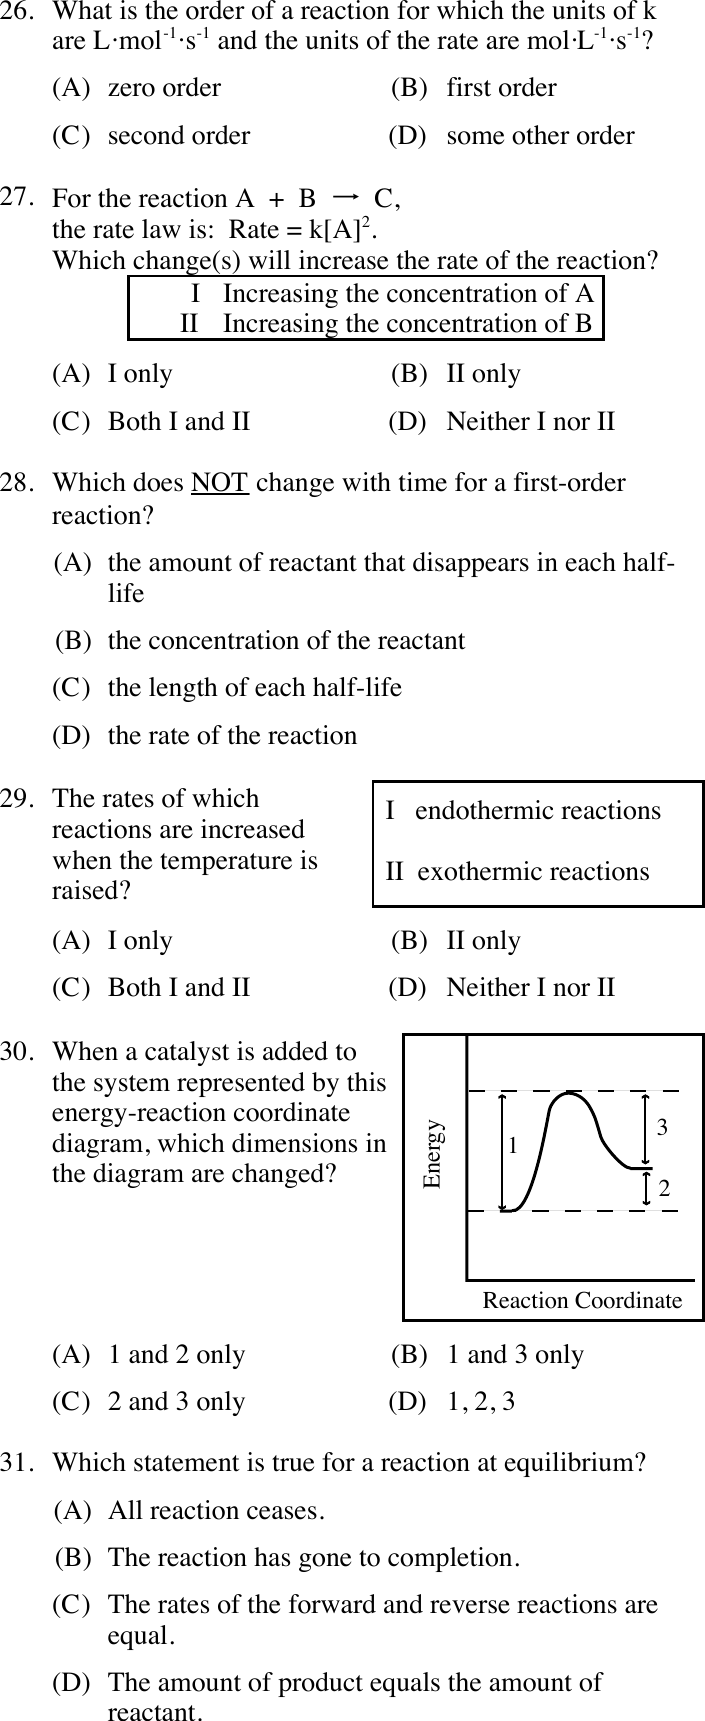 26. What is the order of a reaction for which the units of k
are L·mol⁻¹·s⁻¹ and the units of the rate are mol·L⁻¹·s⁻¹?
(A) zero order (B) first order
(C) second order (D) some other order
27. For the reaction A + B → C,
the rate law is: Rate = k[A]².
Which change(s) will increase the rate of the reaction?
I Increasing the concentration of A
II Increasing the concentration of B
(A) I only (B) II only
(C) Both I and II (D) Neither I nor II
28. Which does NOT change with time for a first-order
reaction?
(A) the amount of reactant that disappears in each half-
life
(B) the concentration of the reactant
(C) the length of each half-life
(D) the rate of the reaction
29. The rates of which
reactions are increased
when the temperature is
raised?
I endothermic reactions
II exothermic reactions
(A) I only (B) II only
(C) Both I and II (D) Neither I nor II
30. When a catalyst is added to
the system represented by this
energy-reaction coordinate
diagram, which dimensions in
the diagram are changed?
Energy
1
3
2
Reaction Coordinate
(A) 1 and 2 only (B) 1 and 3 only
(C) 2 and 3 only (D) 1, 2, 3
31. Which statement is true for a reaction at equilibrium?
(A) All reaction ceases.
(B) The reaction has gone to completion.
(C) The rates of the forward and reverse reactions are
equal.
(D) The amount of product equals the amount of
reactant.